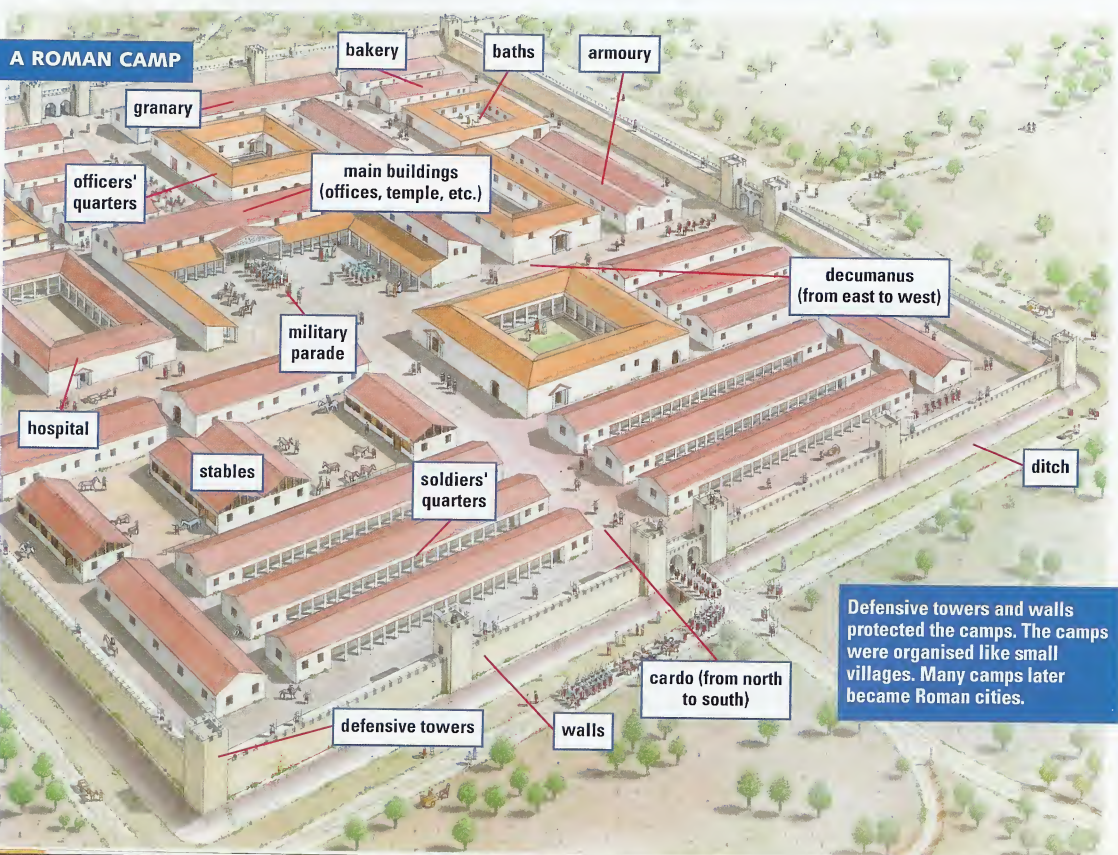 A ROMAN CAMP
bakery
baths
armoury
granary
officers'
quarters
main buildings
(offices, temple, etc.)
decumanus
(from east to west)
military
parade
hospital
stables
soldiers'
quarters
ditch
Defensive towers and walls
protected the camps. The camps
were organised like small
villages. Many camps later
became Roman cities.
cardo (from north
to south)
defensive towers
walls